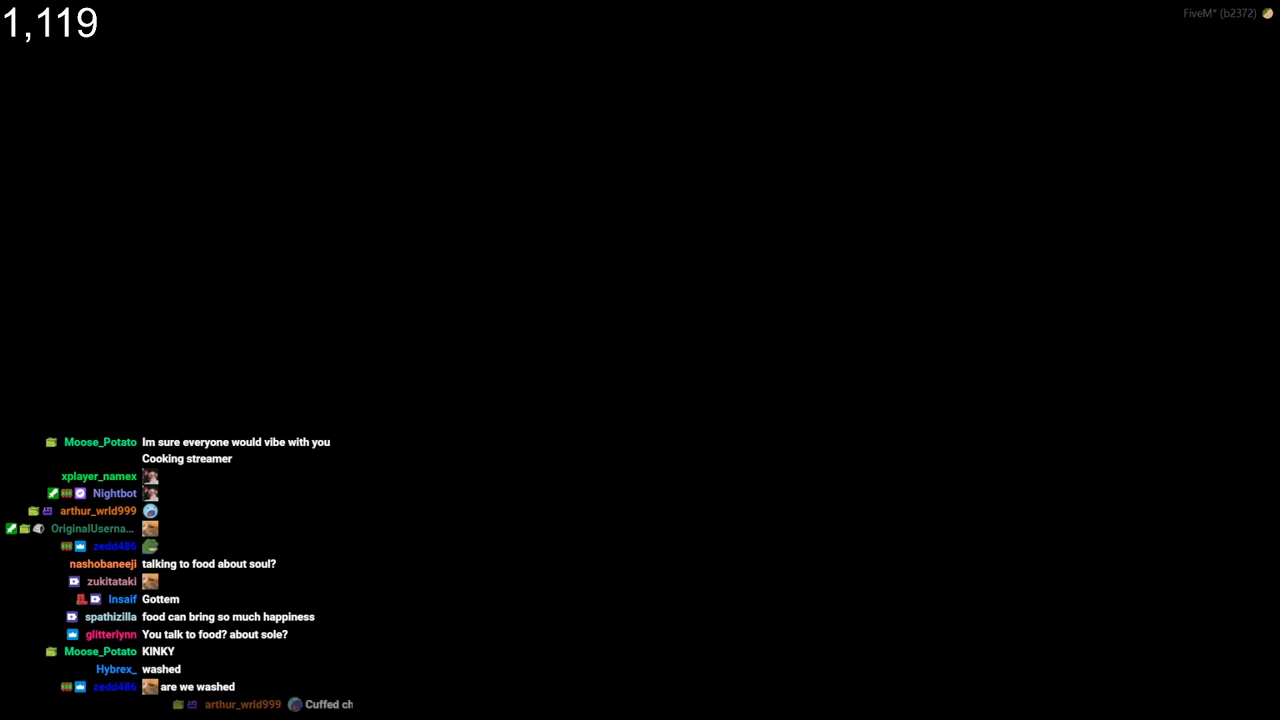 1,119
FiveM* (b2372)
Moose_Potato Im sure everyone would vibe with you
Cooking streamer
xplayer_namex
Nightbot
arthur_wrld999
OriginalUserna...
zedd486
nashobaneeji talking to food about soul?
zukitataki
Insaif Gottem
spathizilla food can bring so much happiness
glitterlynn You talk to food? about sole?
Moose_Potato KINKY
Hybrex_ washed
zedd486 are we washed
arthur_wrld999 Cuffed ch